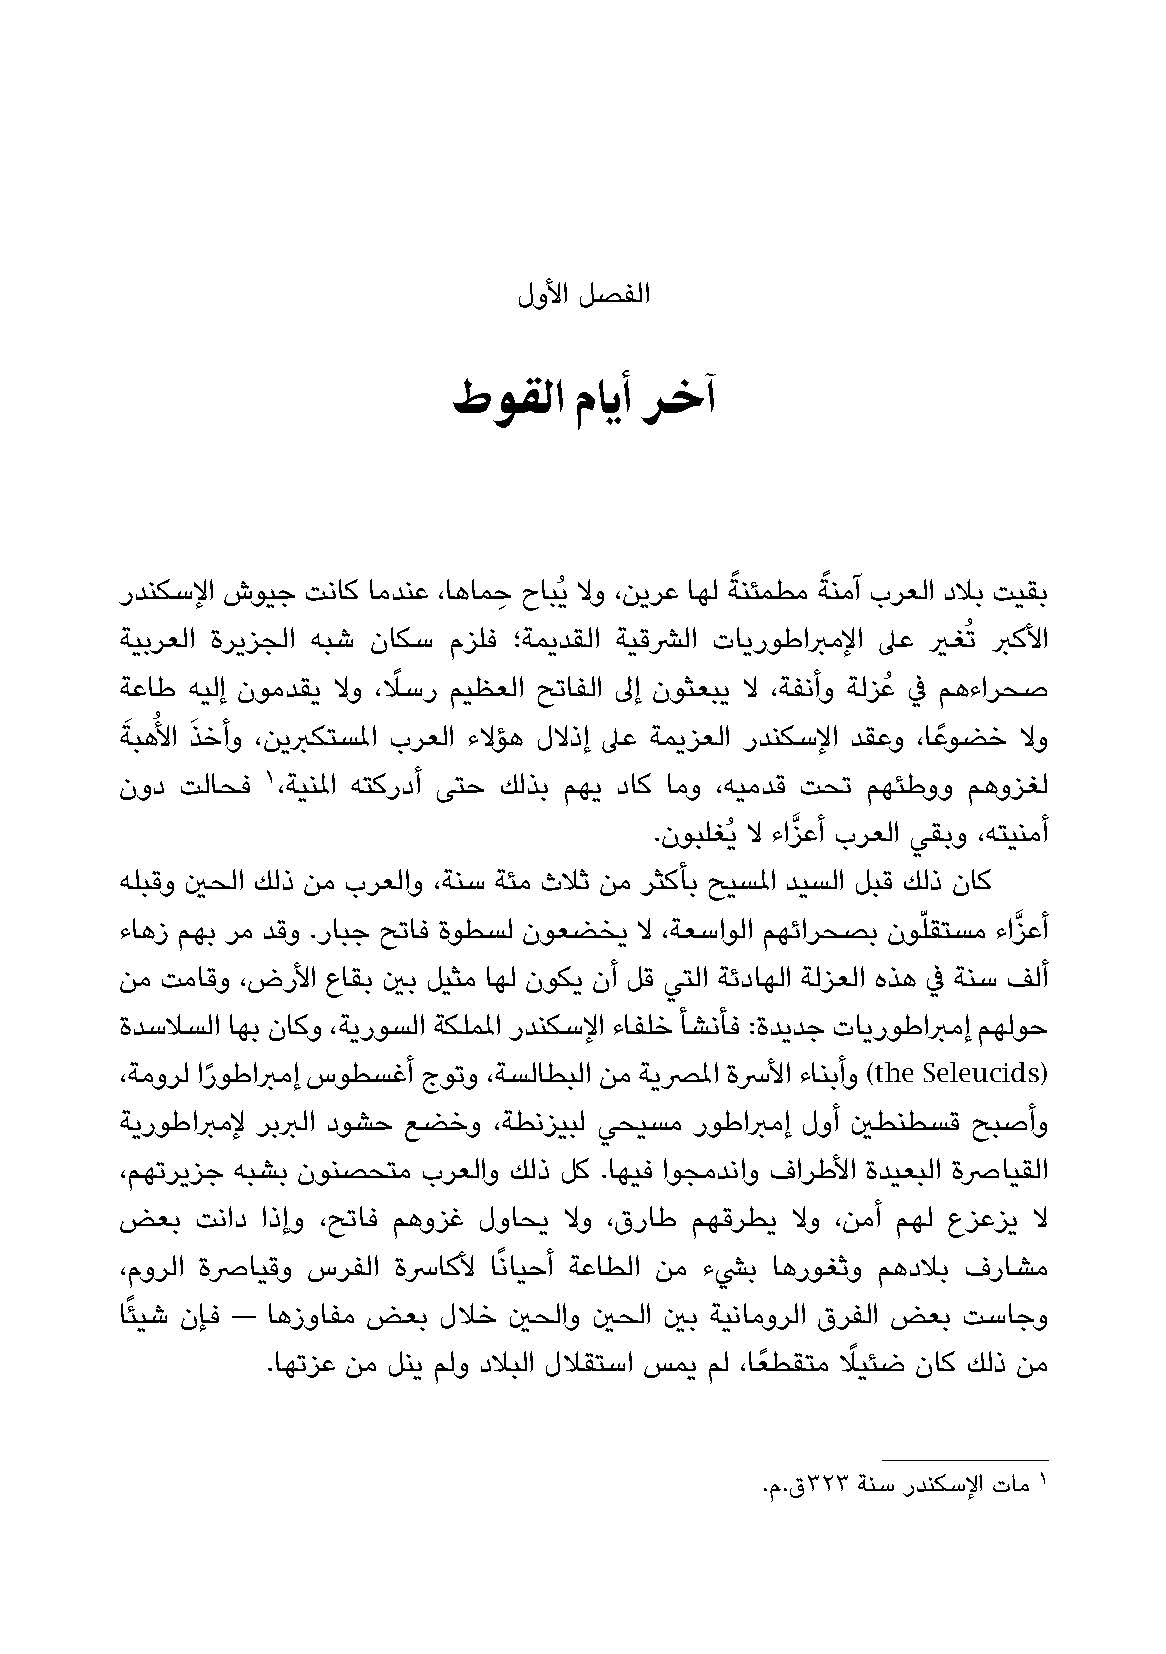 الفصل الأول
آخر أيام القوط
بقيت بلاد العرب آمنةً مطمئنةً لها عرين، ولا يُباح حِماها، عندما كانت جيوش الإسكندر
الأكبر تُغير على الإمبراطوريات الشرقية القديمة؛ فلزم سكان شبه الجزيرة العربية
صحراءهم في عُزلة وأنفة، لا يبعثون إلى الفاتح العظيم رسلًا، ولا يقدمون إليه طاعة
ولا خضوعًا، وعقد الإسكندر العزيمة على إذلال هؤلاء العرب المستكبرين، وأخذَ الأُهبةَ
لغزوهم ووطئهم تحت قدميه، وما كاد يهم بذلك حتى أدركته المنية،١ فحالت دون
أمنيته، وبقي العرب أعزَّاء لا يُغلبون.
كان ذلك قبل السيد المسيح بأكثر من ثلاث مئة سنة، والعرب من ذلك الحين وقبله
أعزَّاء مستقلّون بصحرائهم الواسعة، لا يخضعون لسطوة فاتح جبار. وقد مر بهم زهاء
ألف سنة في هذه العزلة الهادئة التي قل أن يكون لها مثيل بين بقاع الأرض، وقامت من
حولهم إمبراطوريات جديدة: فأنشأ خلفاء الإسكندر المملكة السورية، وكان بها السلاسدة
(the Seleucids) وأبناء الأسرة المصرية من البطالسة، وتوج أغسطوس إمبراطورًا لرومة،
وأصبح قسطنطين أول إمبراطور مسيحي لبيزنطة، وخضع حشود البربر لإمبراطورية
القياصرة البعيدة الأطراف واندمجوا فيها. كل ذلك والعرب متحصنون بشبه جزيرتهم،
لا يزعزع لهم أمن، ولا يطرقهم طارق، ولا يحاول غزوهم فاتح، وإذا دانت بعض
مشارف بلادهم وثغورها بشيء من الطاعة أحيانًا لأكاسرة الفرس وقياصرة الروم،
وجاست بعض الفرق الرومانية بين الحين والحين خلال بعض مفاوزها — فإن شيئًا
من ذلك كان ضئيلًا متقطعًا، لم يمس استقلال البلاد ولم ينل من عزتها.
١ مات الإسكندر سنة ٣٢٣ق.م.